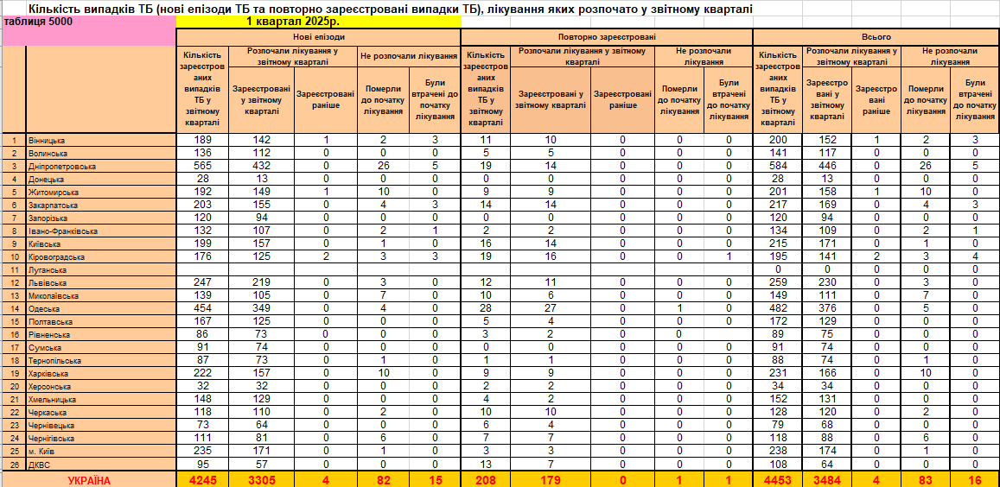 Кількість випадків ТБ (нові епізоди ТБ та повторно зареєстровані випадки ТБ), лікування яких розпочато у звітному кварталі
таблиця 5000 1 квартал 2025р.
Нові епізоди Повторно зареєстровані Всього
Кількість зареєстрованих випадків ТБ у звітному кварталі Розпочали лікування у звітному кварталі Не розпочали лікування Кількість зареєстрованих випадків ТБ у звітному кварталі Розпочали лікування у звітному кварталі Не розпочали лікування Кількість зареєстрованих випадків ТБ у звітному кварталі Розпочали лікування у звітному кварталі Не розпочали лікування
Зареєстровані у звітному кварталі Зареєстровані раніше Померли до початку лікування Були втрачені до початку лікування Зареєстровані у звітному кварталі Зареєстровані раніше Померли до початку лікування Були втрачені до початку лікування Зареєстровані у звітному кварталі Зареєстровані раніше Померли до початку лікування Були втрачені до початку лікування
1 Вінницька 189 142 1 2 3 11 10 0 0 0 200 152 1 2 3
2 Волинська 136 112 0 0 0 5 5 0 0 0 141 117 0 0 0
3 Дніпропетровська 565 432 0 26 5 19 14 0 0 0 584 446 0 26 5
4 Донецька 28 13 0 0 0 0 0 0 0 0 28 13 0 0 0
5 Житомирська 192 149 1 10 0 9 9 0 0 0 201 158 1 10 0
6 Закарпатська 203 155 0 4 3 14 14 0 0 0 217 169 0 4 3
7 Запорізька 120 94 0 0 0 0 0 0 0 0 120 94 0 0 0
8 Івано-Франківська 132 107 0 2 1 2 2 0 0 0 134 109 0 2 1
9 Київська 199 157 0 1 0 16 14 0 0 0 215 171 0 1 0
10 Кіровоградська 176 125 2 3 3 19 16 0 0 1 195 141 2 3 4
11 Луганська 0 0 0 0 0
12 Львівська 247 219 0 3 0 12 11 0 0 0 259 230 0 3 0
13 Миколаївська 139 105 0 7 0 10 6 0 0 0 149 111 0 7 0
14 Одеська 454 349 0 4 0 28 27 0 1 0 482 376 0 5 0
15 Полтавська 167 125 0 0 0 5 4 0 0 0 172 129 0 0 0
16 Рівненська 86 73 0 0 0 3 2 0 0 89 75 0 0 0
17 Сумська 91 74 0 0 0 0 0 0 0 0 91 74 0 0 0
18 Тернопільська 87 73 0 1 0 1 1 0 0 0 88 74 0 1 0
19 Харківська 222 157 0 10 0 9 9 0 0 0 231 166 0 10 0
20 Херсонська 32 32 0 0 0 2 2 0 0 0 34 34 0 0 0
21 Хмельницька 148 129 0 0 0 4 2 0 0 0 152 131 0 0 0
22 Черкаська 118 110 0 2 0 10 10 0 0 0 128 120 0 2 0
23 Чернівецька 73 64 0 0 0 6 4 0 0 0 79 68 0 0 0
24 Чернігівська 111 81 0 6 0 7 7 0 0 0 118 88 0 6 0
25 м. Київ 235 171 0 1 0 3 3 0 0 0 238 174 0 1 0
26 ДКВС 95 57 0 0 0 13 7 0 0 0 108 64 0 0 0
УКРАЇНА 4245 3305 4 82 15 208 179 0 1 1 4453 3484 4 83 16